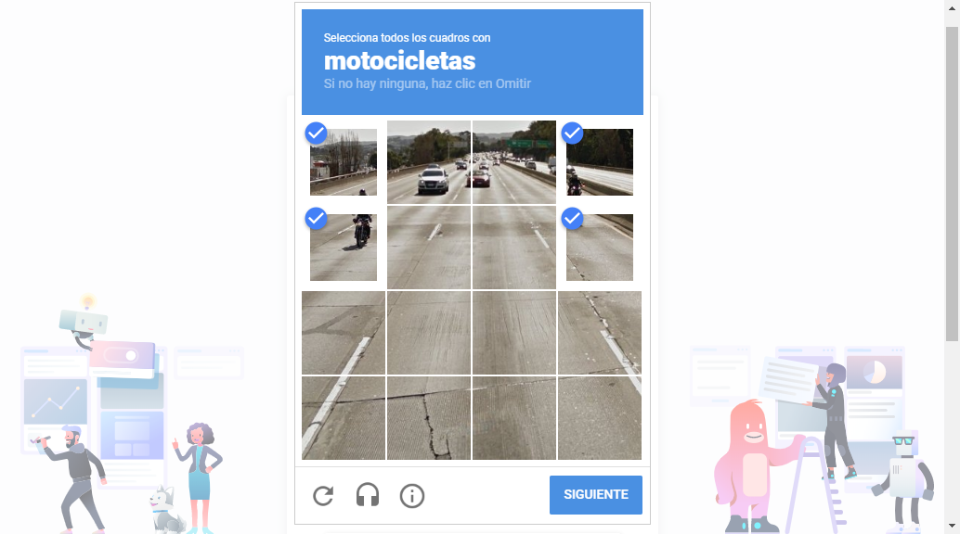 Selecciona todos los cuadros con
motocicletas
Si no hay ninguna, haz clic en Omitir
SIGUIENTE